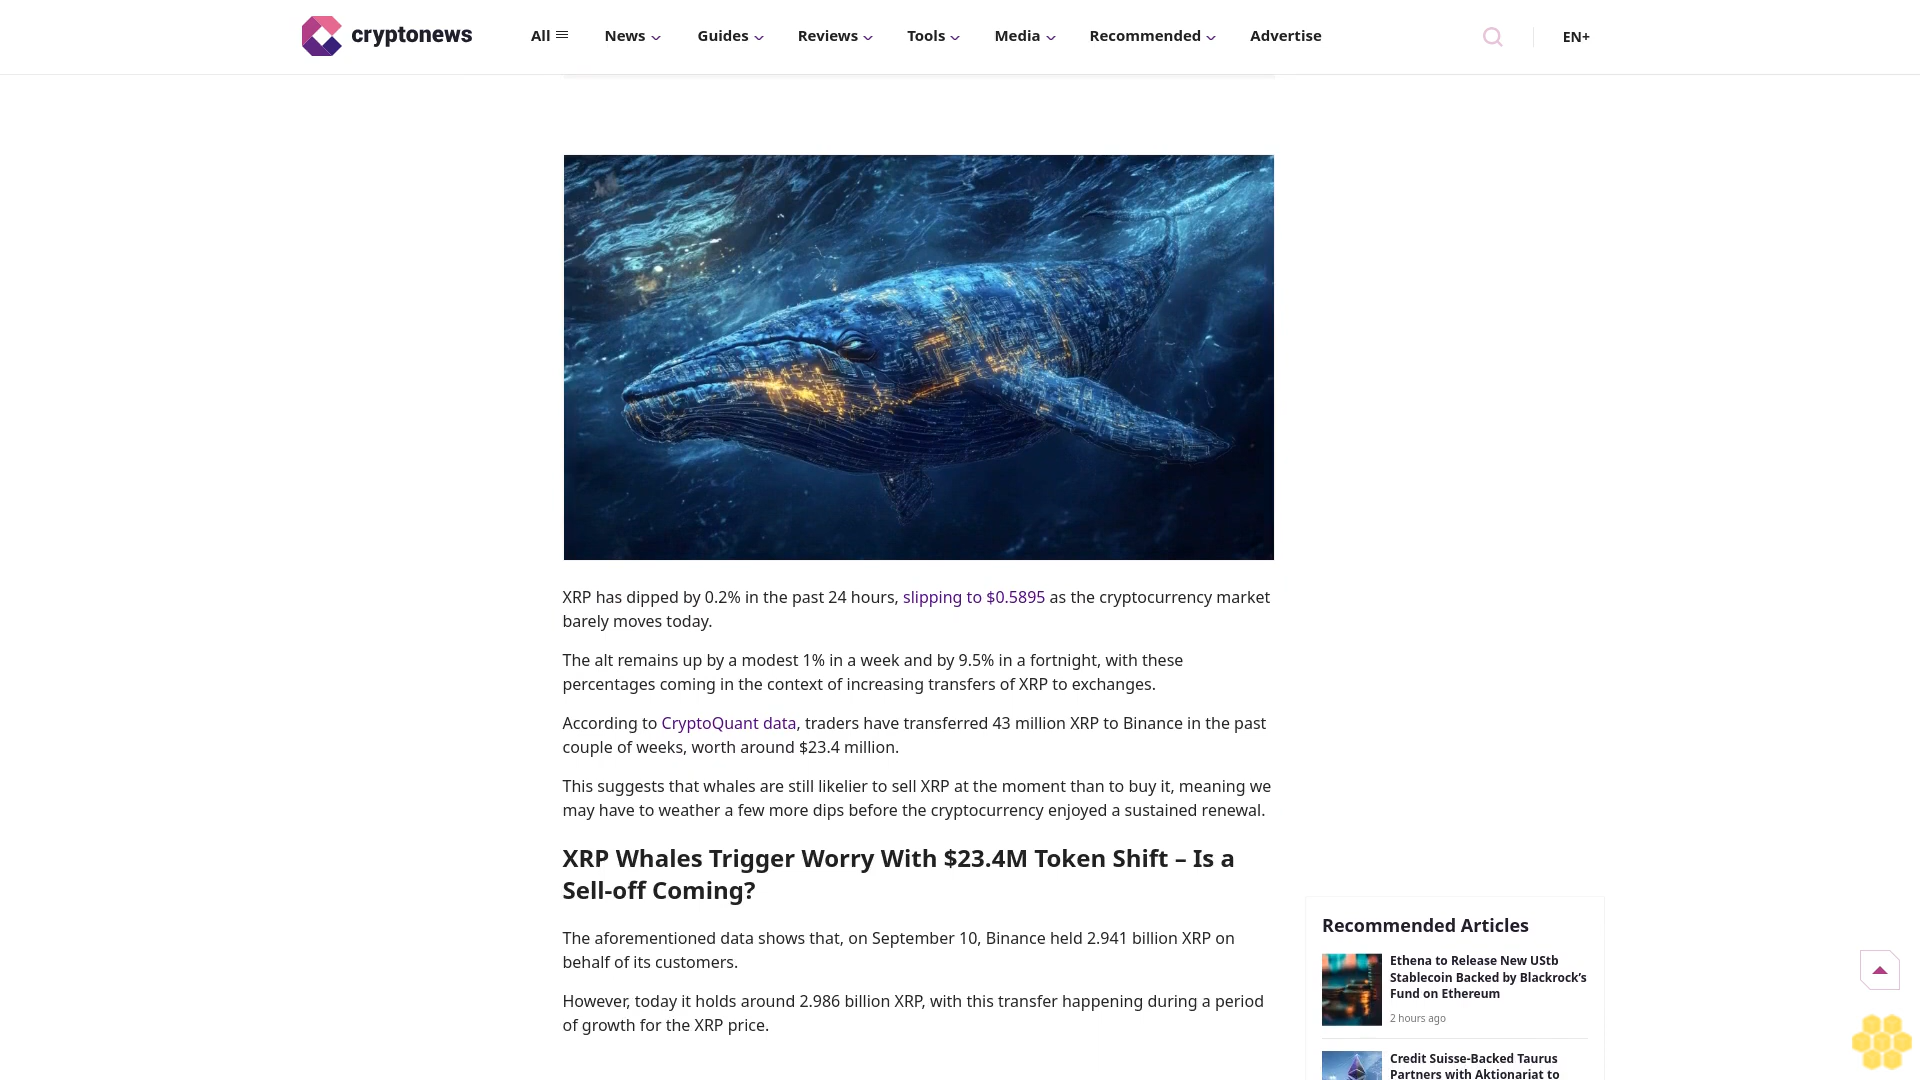 cryptonews
All
News
Guides
Reviews
Tools
Media
Recommended
Advertise
EN+
XRP has dipped by 0.2% in the past 24 hours, slipping to $0.5895 as the cryptocurrency market
barely moves today.
The alt remains up by a modest 1% in a week and by 9.5% in a fortnight, with these
percentages coming in the context of increasing transfers of XRP to exchanges.
According to CryptoQuant data, traders have transferred 43 million XRP to Binance in the past
couple of weeks, worth around $23.4 million.
This suggests that whales are still likelier to sell XRP at the moment than to buy it, meaning we
may have to weather a few more dips before the cryptocurrency enjoyed a sustained renewal.
XRP Whales Trigger Worry With $23.4M Token Shift – Is a
Sell-off Coming?
The aforementioned data shows that, on September 10, Binance held 2.941 billion XRP on
behalf of its customers.
However, today it holds around 2.986 billion XRP, with this transfer happening during a period
of growth for the XRP price.
Recommended Articles
Ethena to Release New UStb
Stablecoin Backed by Blackrock’s
Fund on Ethereum
2 hours ago
Credit Suisse-Backed Taurus
Partners with Aktionariat to